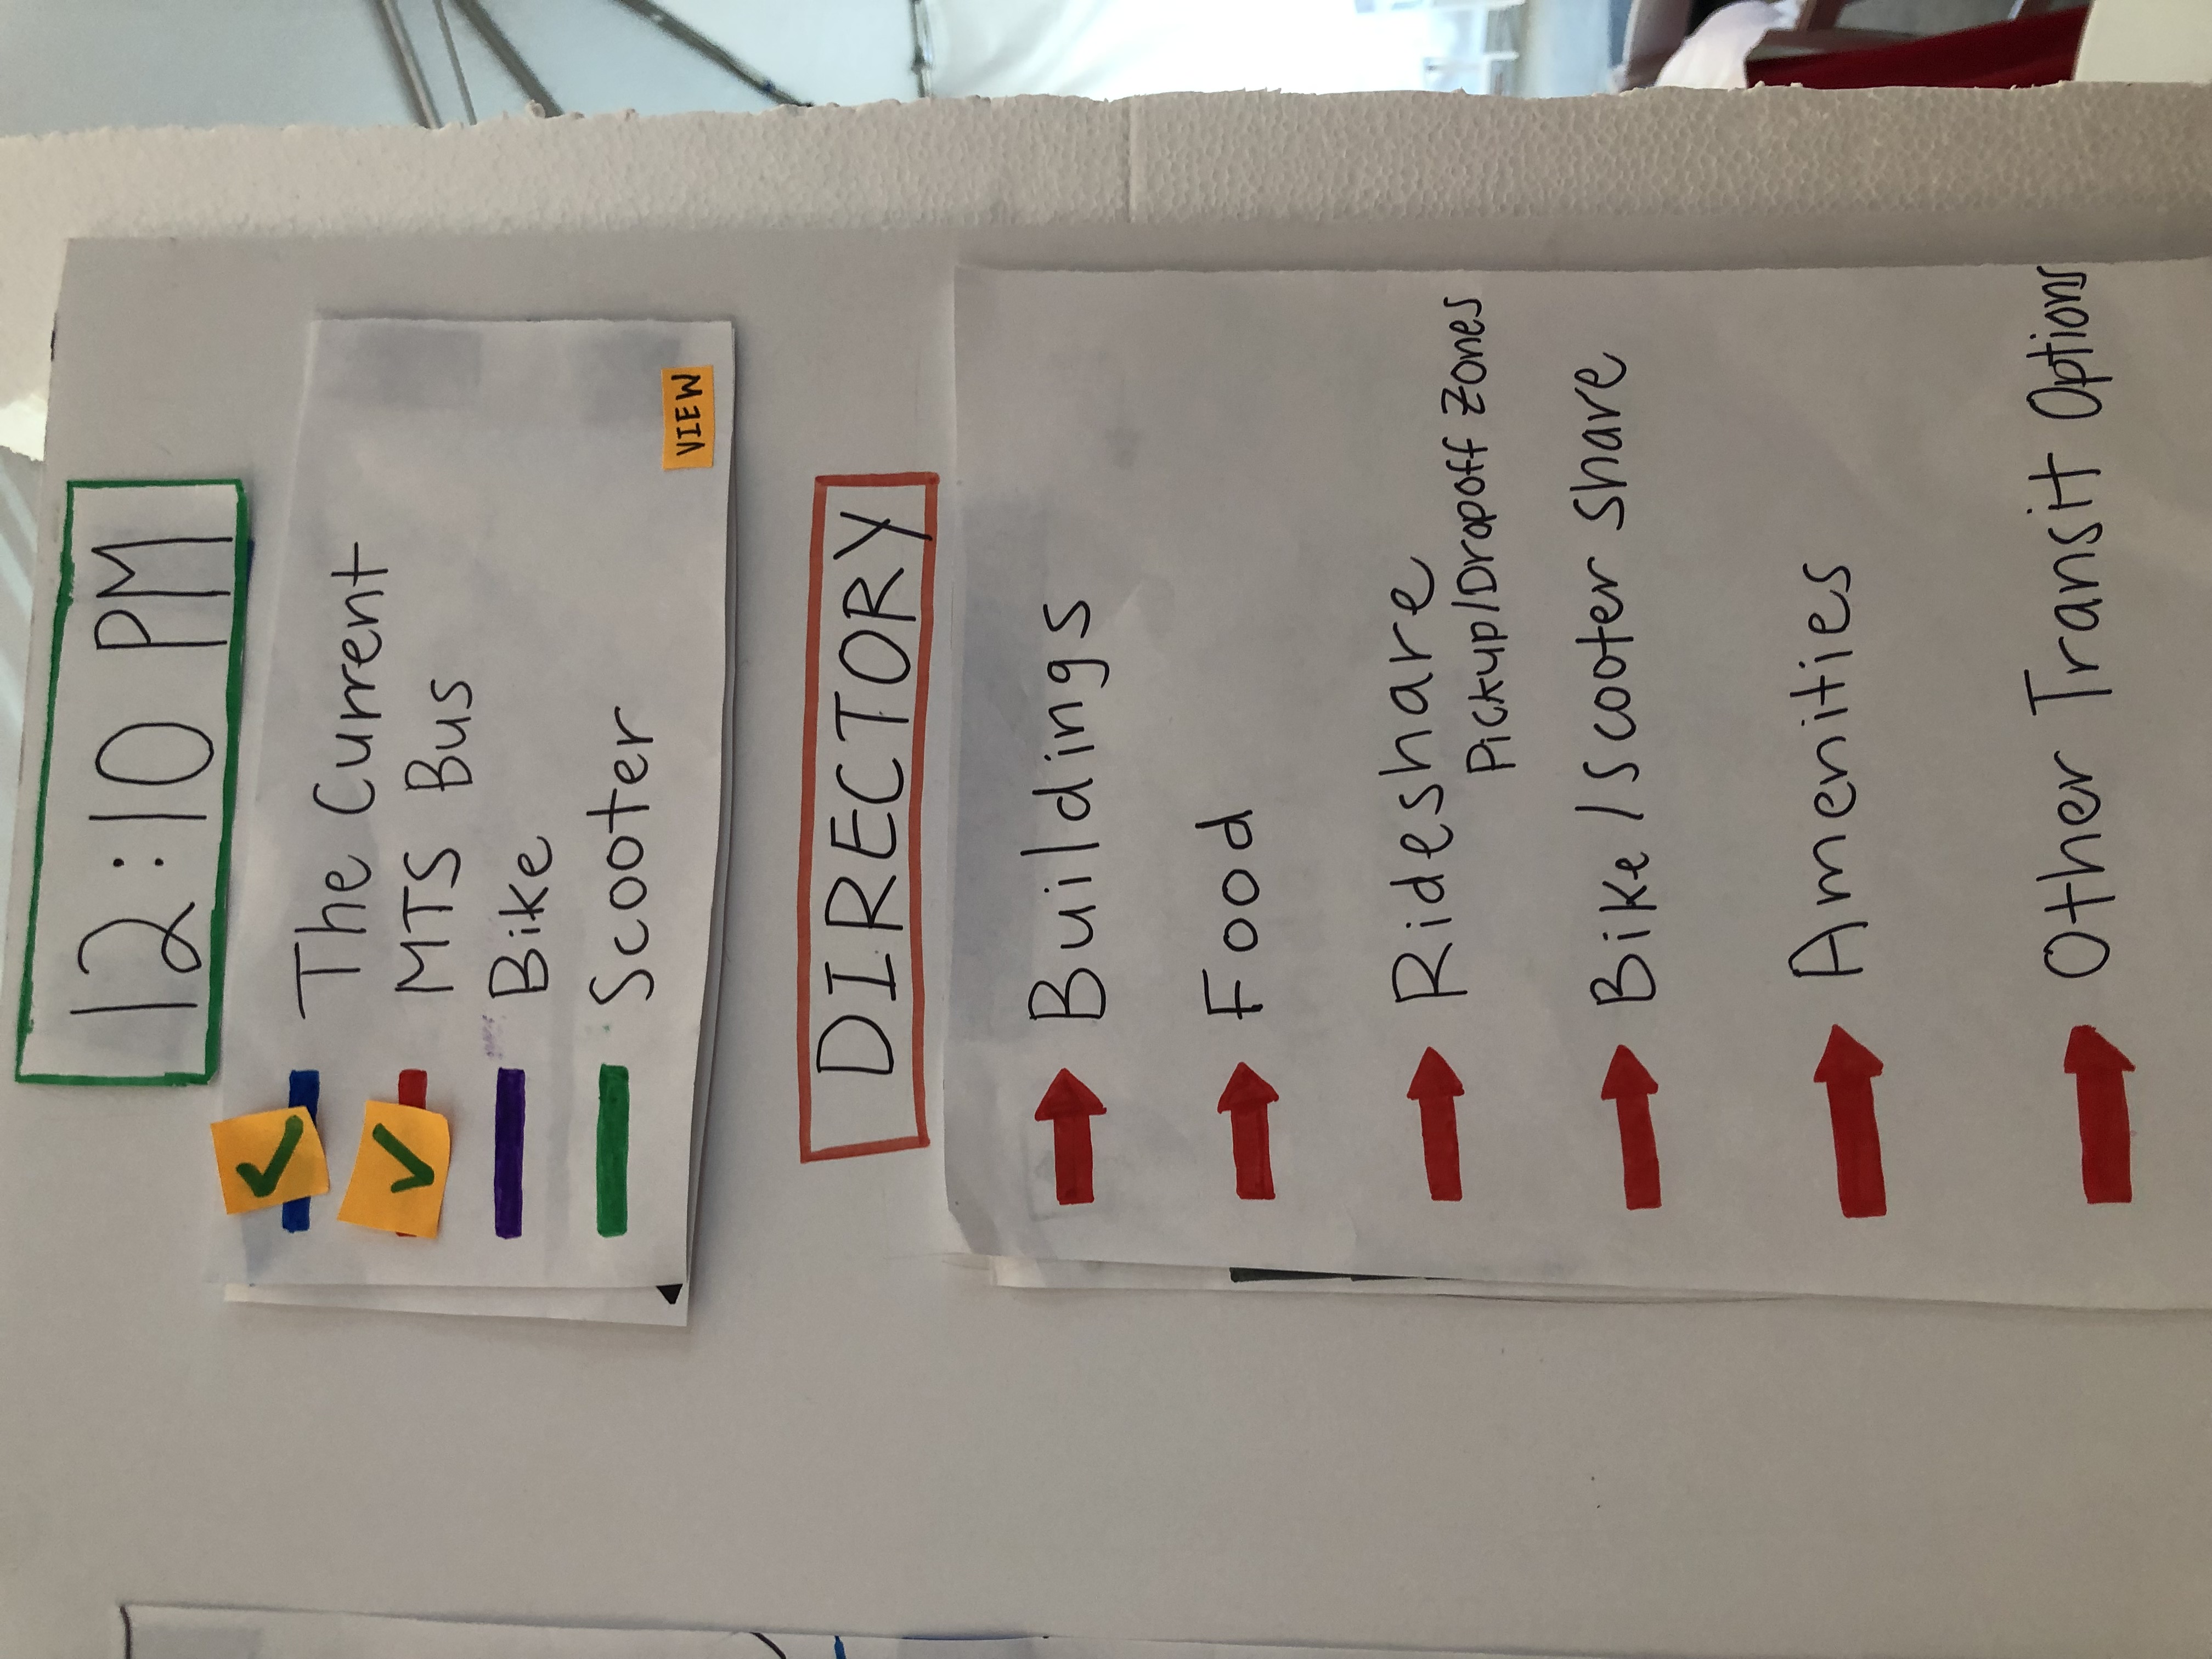 12:10 PM
The Current
MTS Bus
Bike
Scooter
VIEW
DIRECTORY
Buildings
Food
Rideshare
Pickup/Dropoff Zones
Bike / Scooter Share
Amenities
Other Transit Options